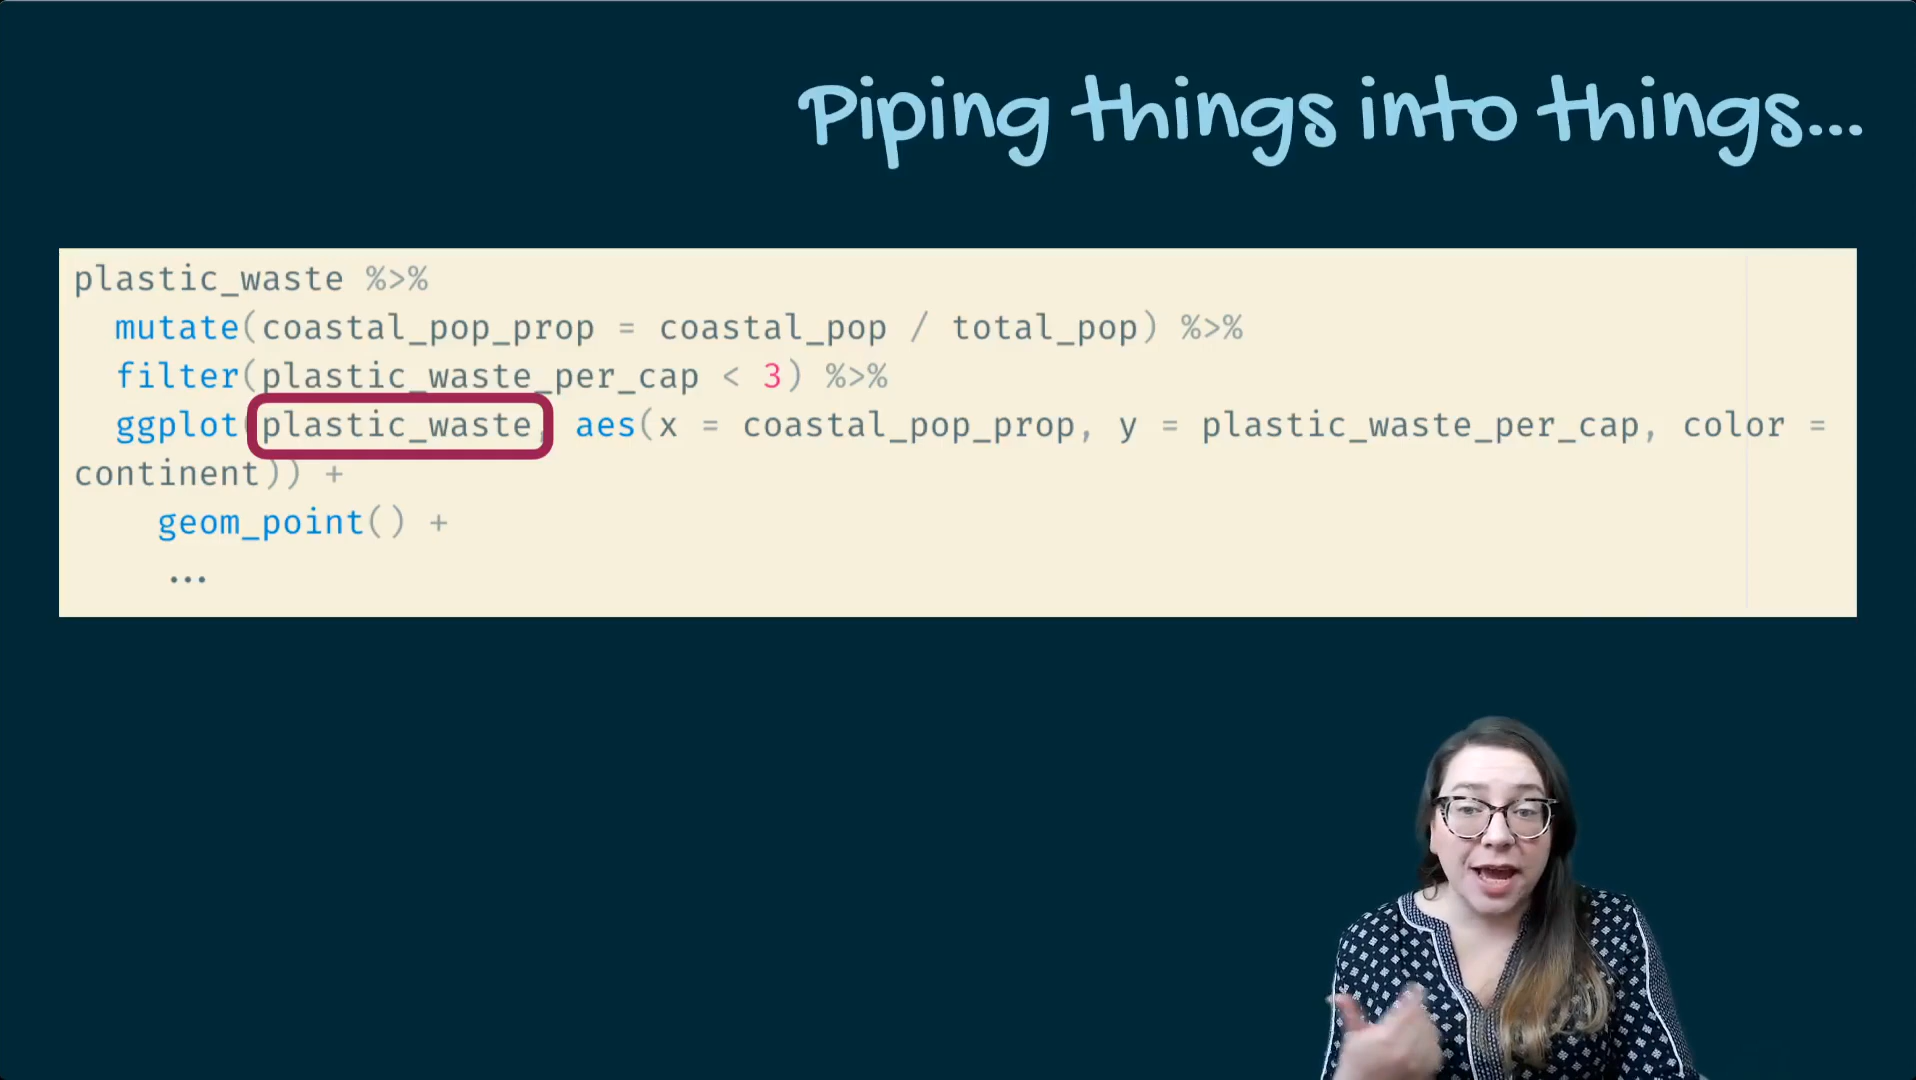 Piping things into things...
plastic_waste %>%
mutate(coastal_pop_prop = coastal_pop / total_pop) %>%
filter(plastic_waste_per_cap < 3) %>%
ggplot(plastic_waste, aes(x = coastal_pop_prop, y = plastic_waste_per_cap, color =
continent)) +
geom_point() +
...